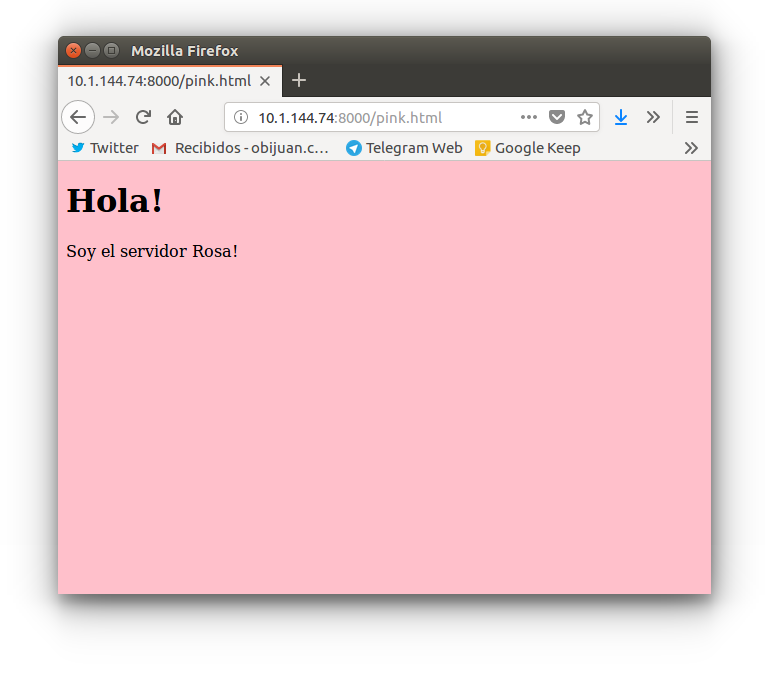 Mozilla Firefox
10.1.144.74:8000/pink.html
10.1.144.74:8000/pink.html
Twitter Recibidos - obijuan.c... Telegram Web Google Keep
Hola!
Soy el servidor Rosa!